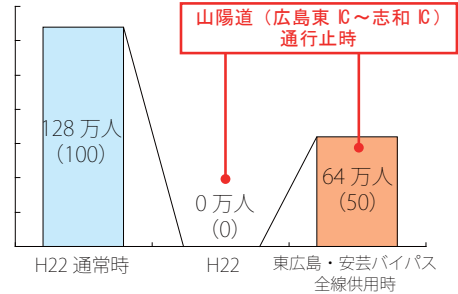 山陽道（広島東 IC～志和 IC）
通行止時
128 万人
(100)
0 万人
(0)
64 万人
(50)
H22 通常時
H22
東広島・安芸バイパス
全線供用時